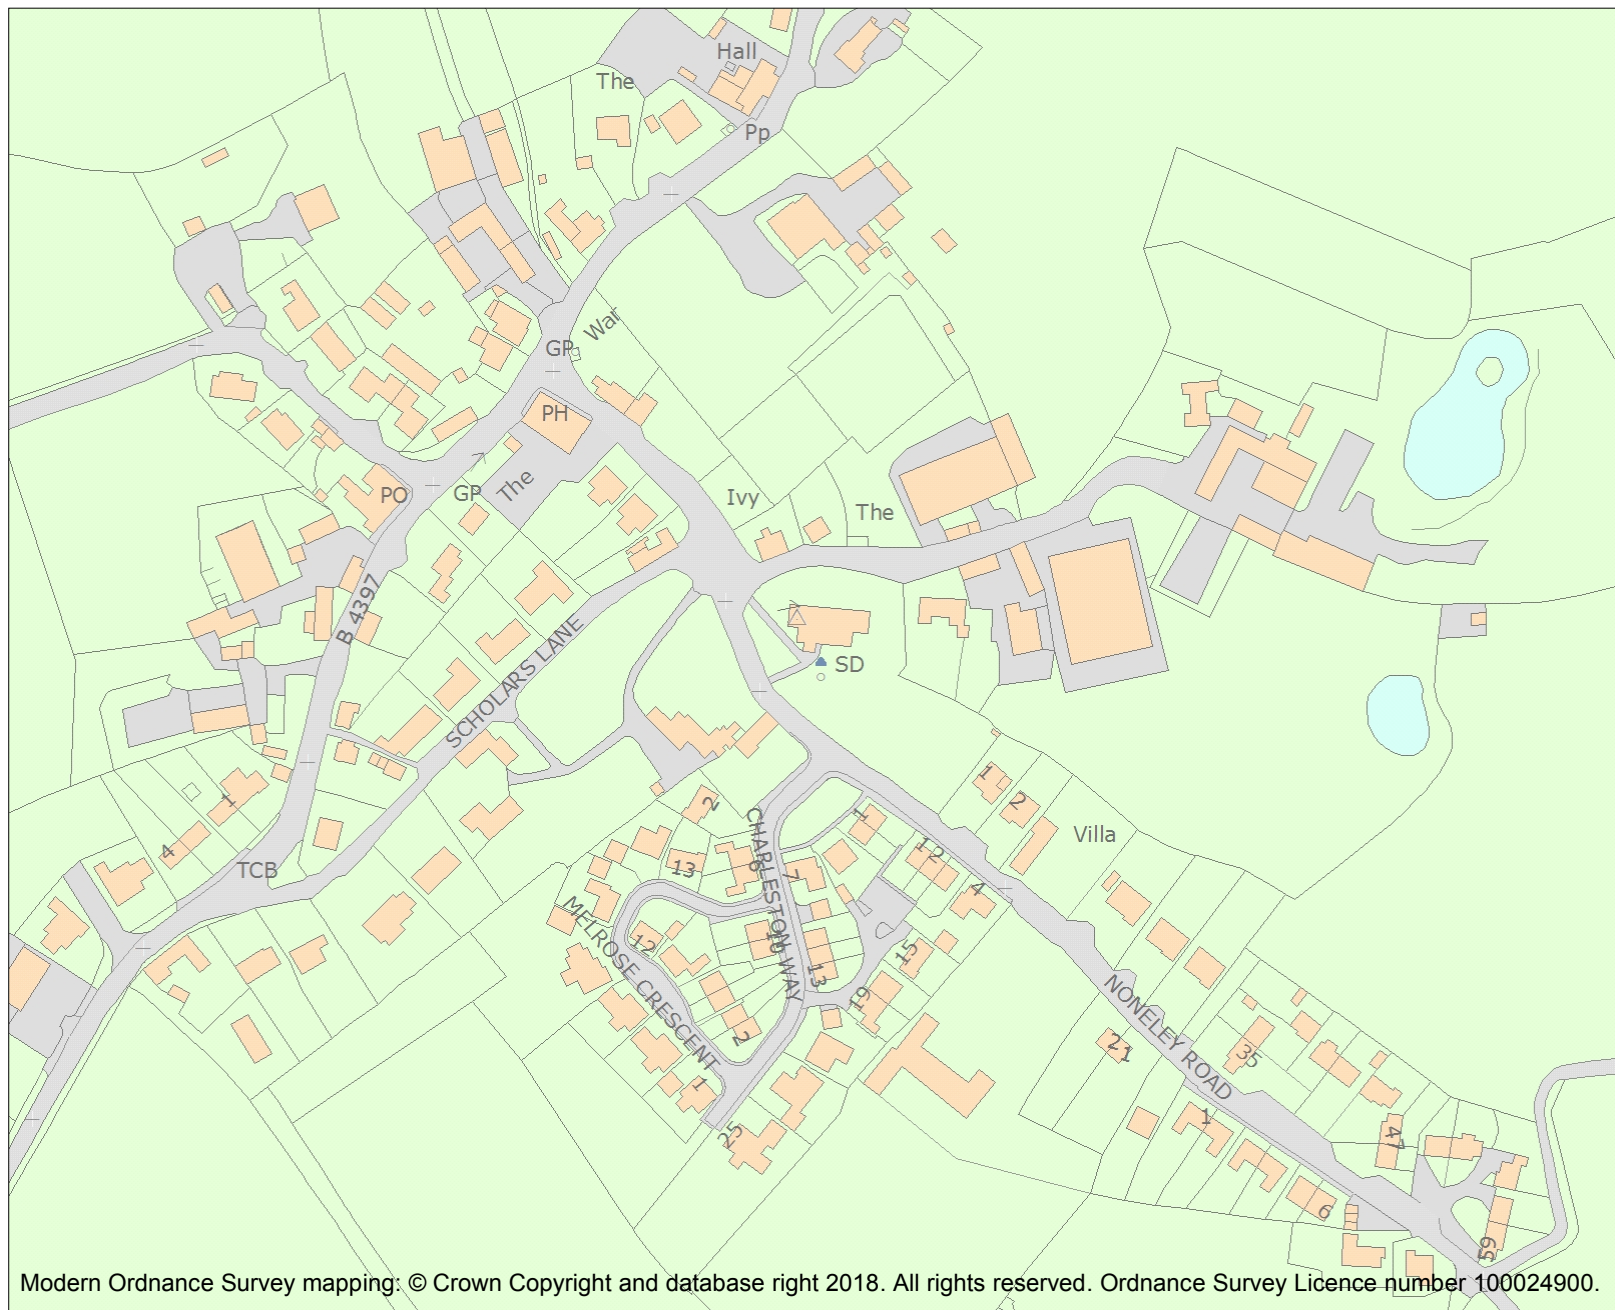 Hall
The
Pp
War
GP
PH
PO
GP
The
Ivy
The
B 4397
SCHOLARS LANE
SD
1
4
TCB
2
CHARLESTON WAY
1
1
2
Villa
13
6
7
12
4
MELROSE CRESCENT
12
10
13
15
19
2
1
25
NONELEY ROAD
21
35
1
47
6
59
Modern Ordnance Survey mapping: © Crown Copyright and database right 2018. All rights reserved. Ordnance Survey Licence number 100024900.